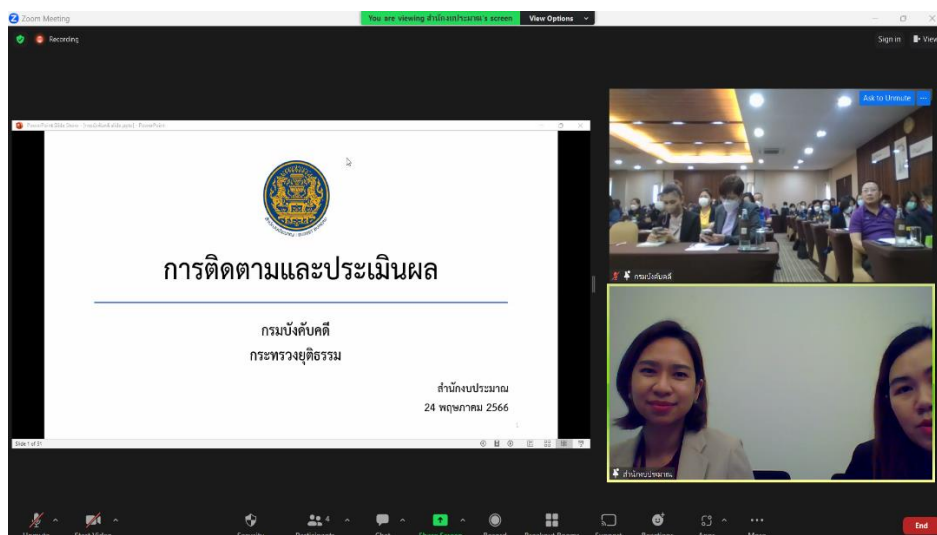 Zoom Meeting
You are viewing สำนักงบประมาณ's screen
View Options
Recording
Sign in
View
Ask to Unmute
การติดตามและประเมินผล
กรมบังคับคดี
กระทรวงยุติธรรม
สำนักงบประมาณ
24 พฤษภาคม 2566
Slide 1 of 31
กรมบังคับคดี
สำนักงบประมาณ
4
End